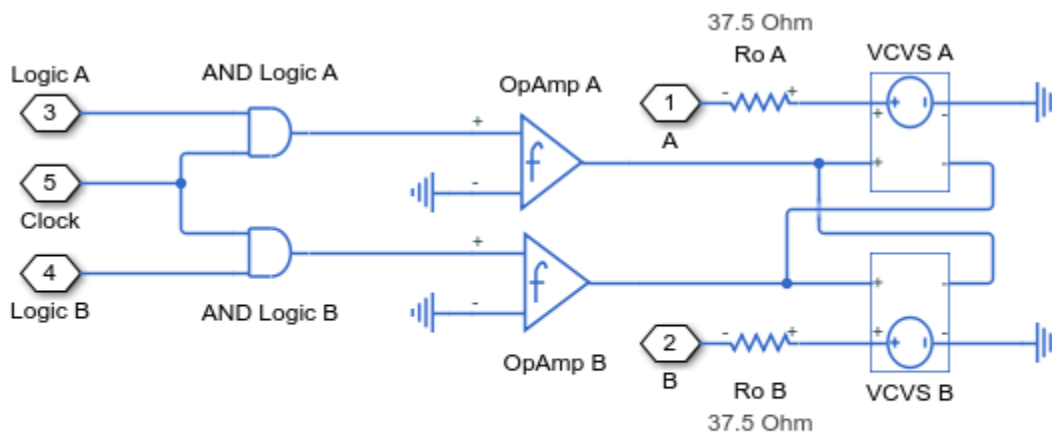 37.5 Ohm
Ro A
VCVS A
Logic A
AND Logic A
OpAmp A
3
1
A
5
Clock
4
Logic B
AND Logic B
OpAmp B
2
B
Ro B
37.5 Ohm
VCVS B
+
-
+
-
-
+
+
-
+
-
+
-
+
-
-
+
+
-
+
-